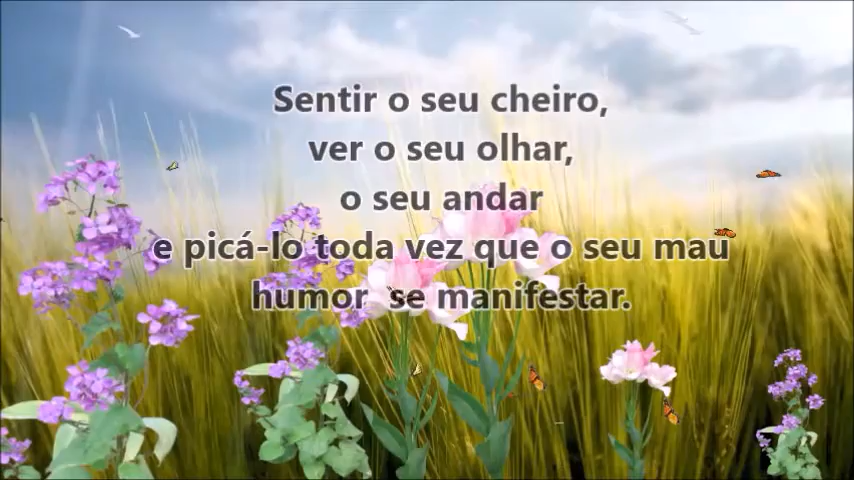 Sentir o seu cheiro,
ver o seu olhar,
o seu andar
e picá-lo toda vez que o seu mau
humor se manifestar.